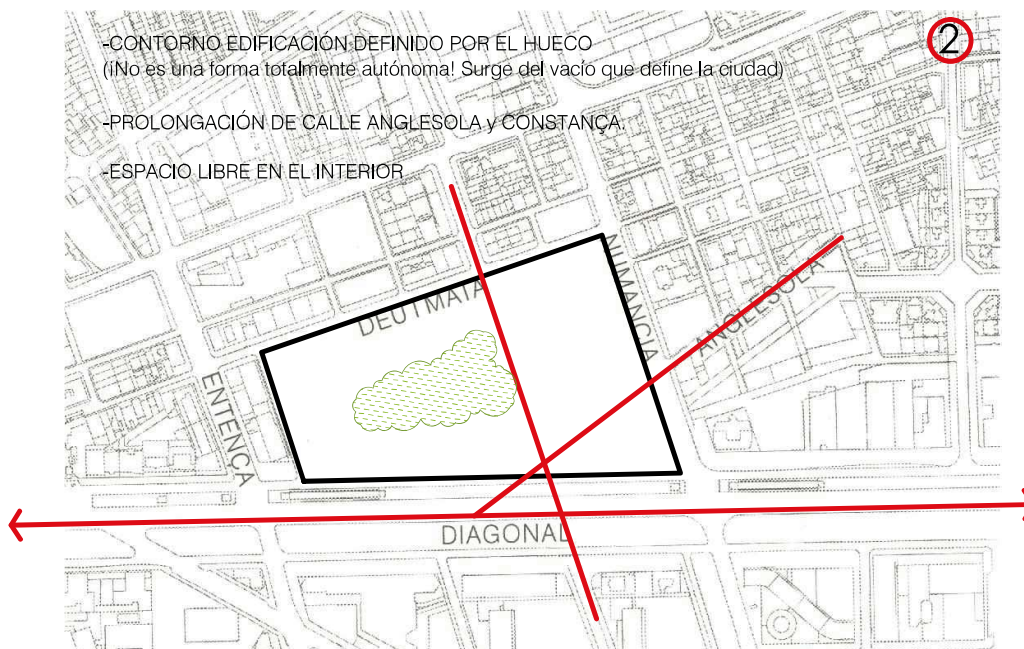 -CONTORNO EDIFICACIÓN DEFINIDO POR EL HUECO
(¡No es una forma totalmente autónoma! Surge del vacío que define la ciudad)
-PROLONGACIÓN DE CALLE ANGLESOLA y CONSTANÇA.
-ESPACIO LIBRE EN EL INTERIOR
2
DEUTMATA
NUMANCIA
ANGLESOLA
ENTENÇA
DIAGONAL